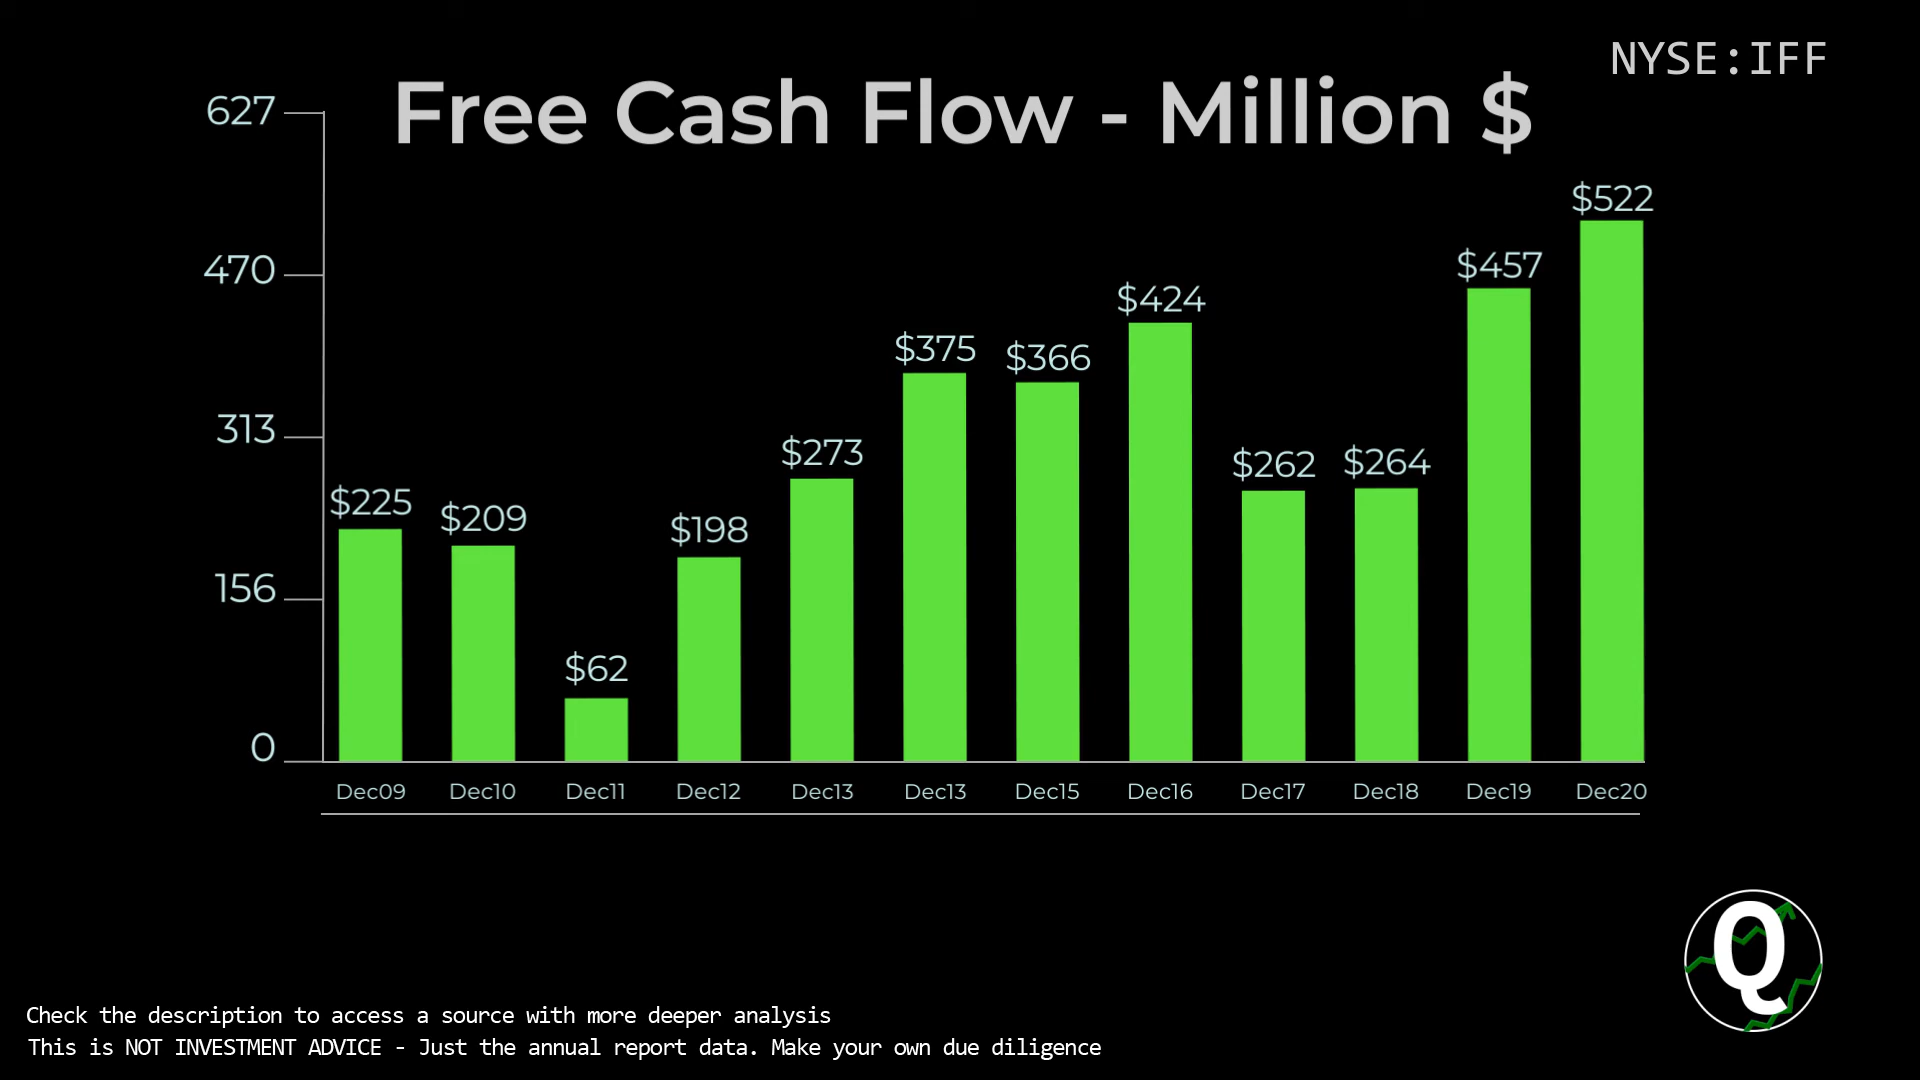 NYSE:IFF
Free Cash Flow - Million $
627
470
313
156
0
$225
$209
$62
$198
$273
$375
$366
$424
$262
$264
$457
$522
Dec09 Dec10 Dec11 Dec12 Dec13 Dec13 Dec15 Dec16 Dec17 Dec18 Dec19 Dec20
Q
Check the description to access a source with more deeper analysis
This is NOT INVESTMENT ADVICE - Just the annual report data. Make your own due diligence